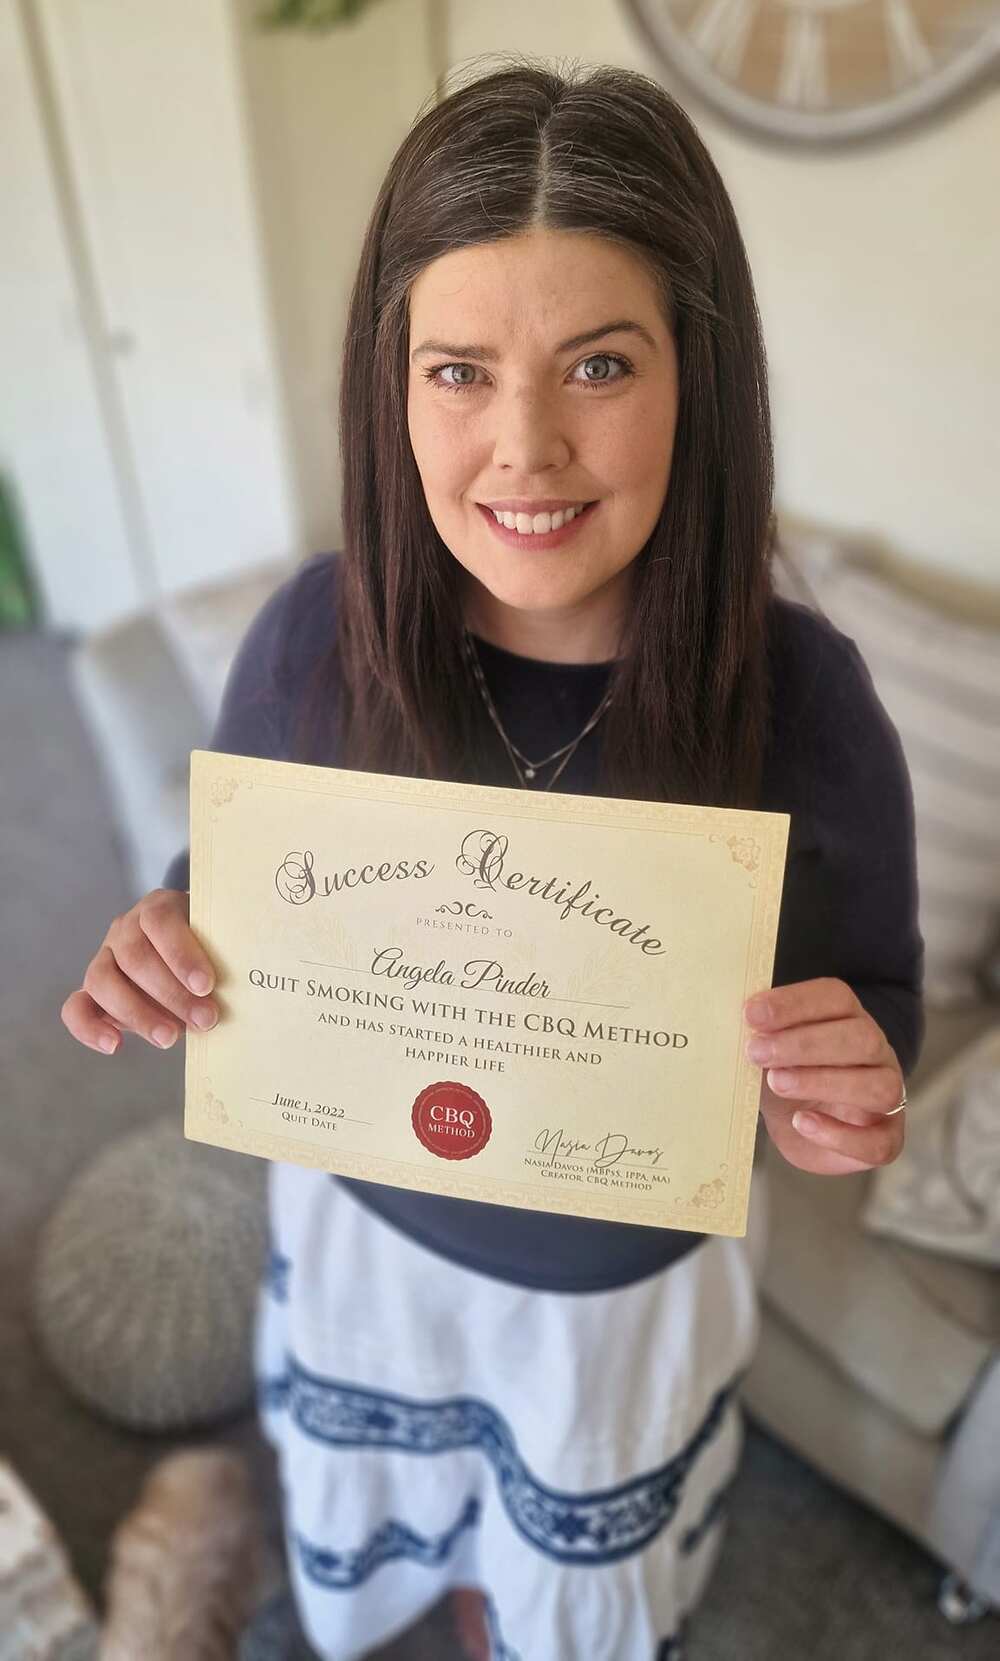 Success Certificate
PRESENTED TO
Angela Pinder
QUIT SMOKING WITH THE CBQ METHOD
AND HAS STARTED A HEALTHIER AND
HAPPIER LIFE
June 1, 2022
QUIT DATE
CBQ
METHOD
Nasia Davos
NASIA DAVOS (MBPsS, IPPA, MA)
CREATOR, CBQ METHOD